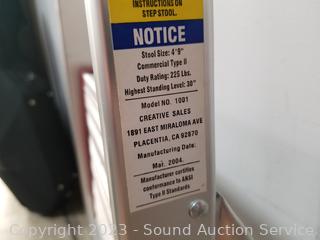 INSTRUCTIONS ON
STEP STOOL.
NOTICE
Stool Size: 4'9"
Commercial Type II
Duty Rating: 225 Lbs.
Highest Standing Level: 30"
Model NO. 1001
CREATIVE SALES
1891 EAST MIRALOMA AVE
PLACENTIA, CA 92870
Manufacturing Date:
Mai. 2004.
Manufacturer certifies
conformance to ANSI
Type II Standards
Copyright 2023 - Sound Auction Service